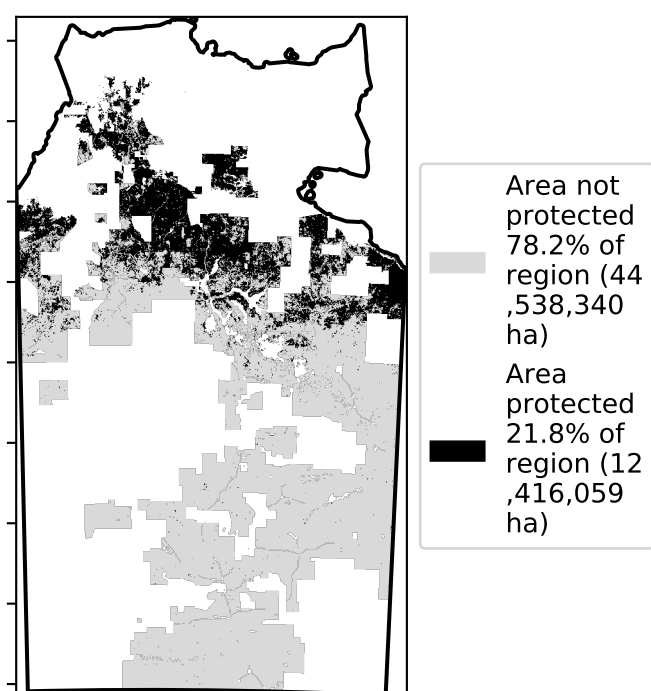 Area not
protected
78.2% of
region (44
,538,340
ha)
Area
protected
21.8% of
region (12
,416,059
ha)